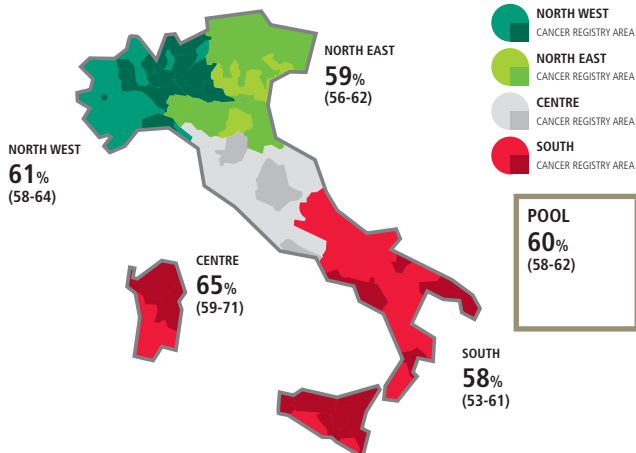 NORTH WEST
CANCER REGISTRY AREA
NORTH EAST
CANCER REGISTRY AREA
CENTRE
CANCER REGISTRY AREA
SOUTH
CANCER REGISTRY AREA
NORTH EAST
59%
(56-62)
NORTH WEST
61%
(58-64)
POOL
60%
(58-62)
CENTRE
65%
(59-71)
SOUTH
58%
(53-61)